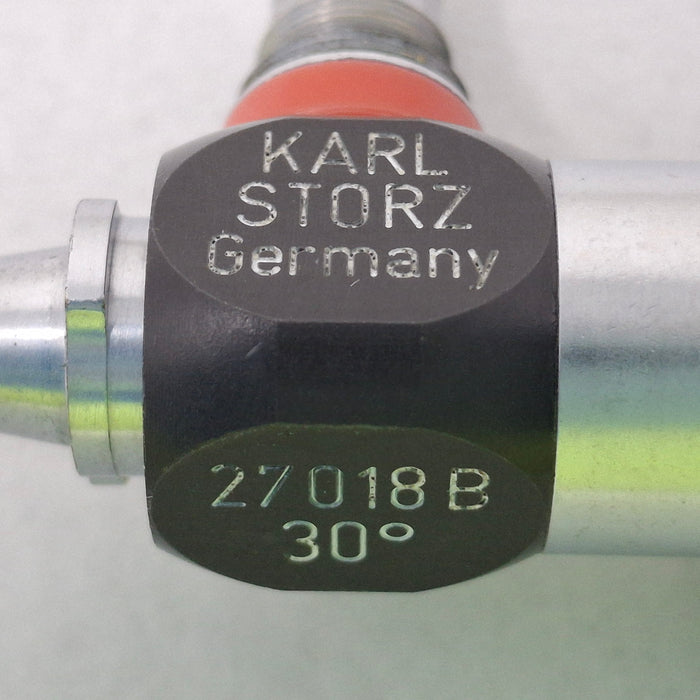 KARL
STORZ
Germany
27018 B
30°